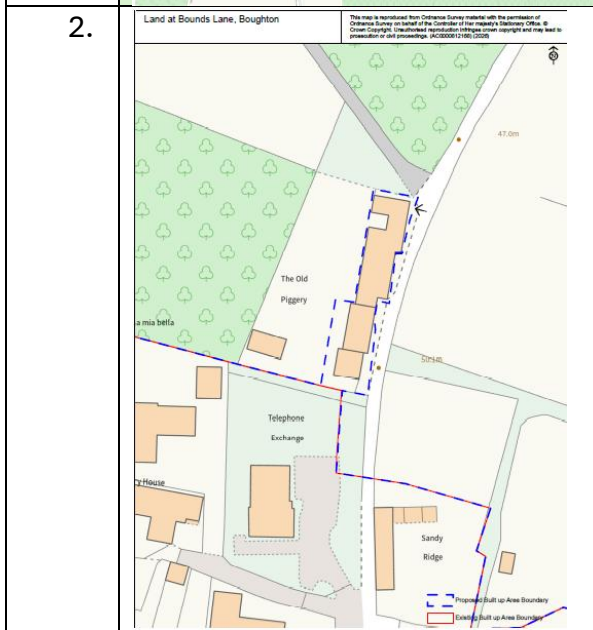 2.
Land at Bounds Lane, Boughton
This map is reproduced from Ordnance Survey material with the permission of
Ordnance Survey on behalf of the Controller of Her majesty's Stationary Office. ©
Crown Copyright. Unauthorised reproduction infringes crown copyright and may lead to
prosecution or civil proceedings. (AC0000812166) (2026)
47.0m
The Old
Piggery
a mia bella
Telephone
Exchange
y House
Sandy
Ridge
Proposed Built up Area Boundary
Existing Built up Area Boundary